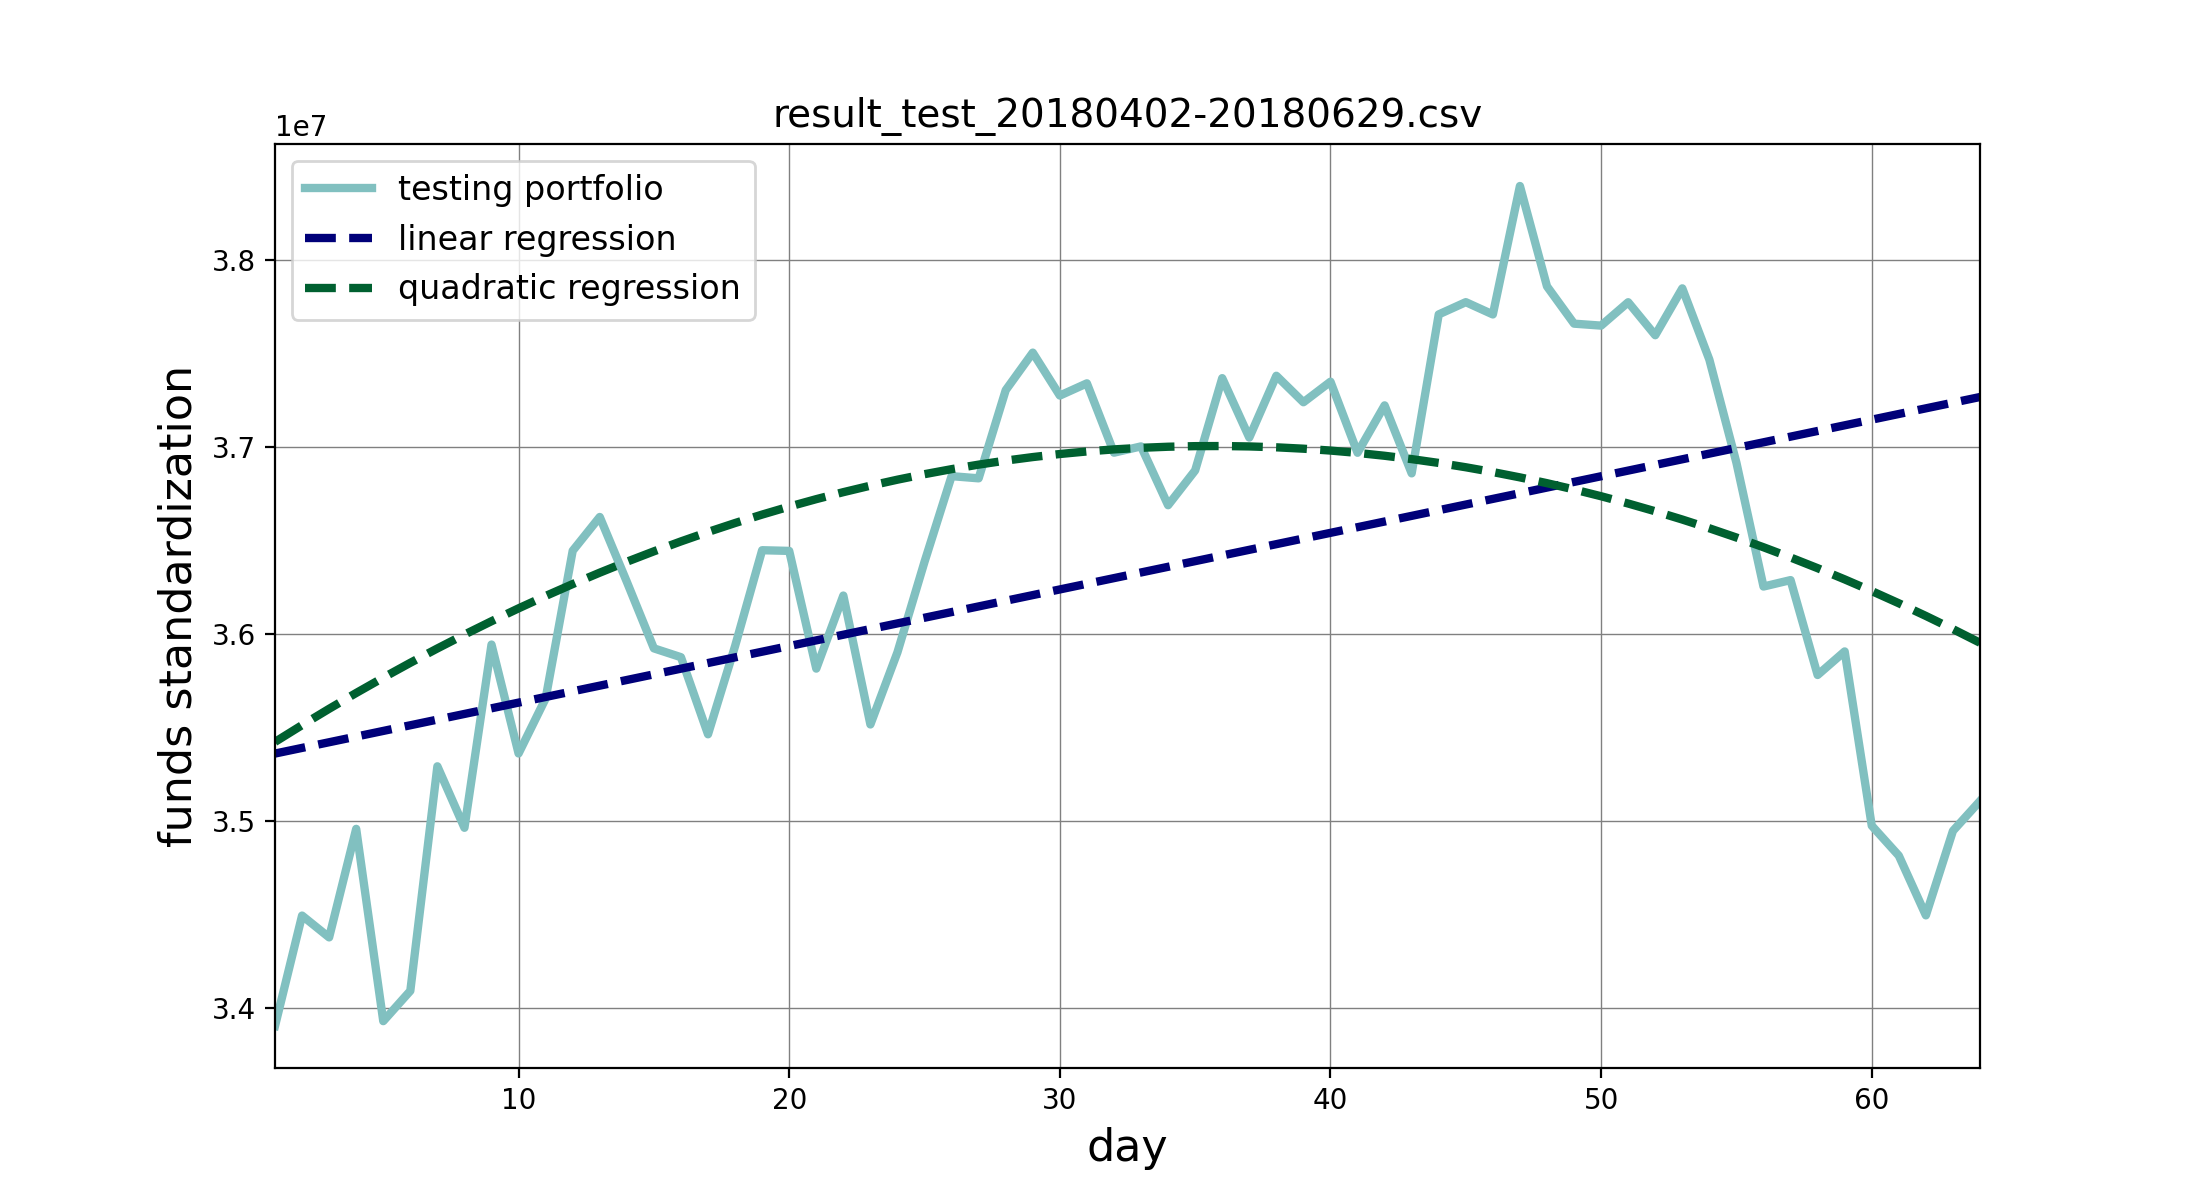 result_test_20180402-20180629.csv
1e7
testing portfolio
linear regression
quadratic regression
funds standardization
3.8
3.7
3.6
3.5
3.4
10 20 30 40 50 60
day